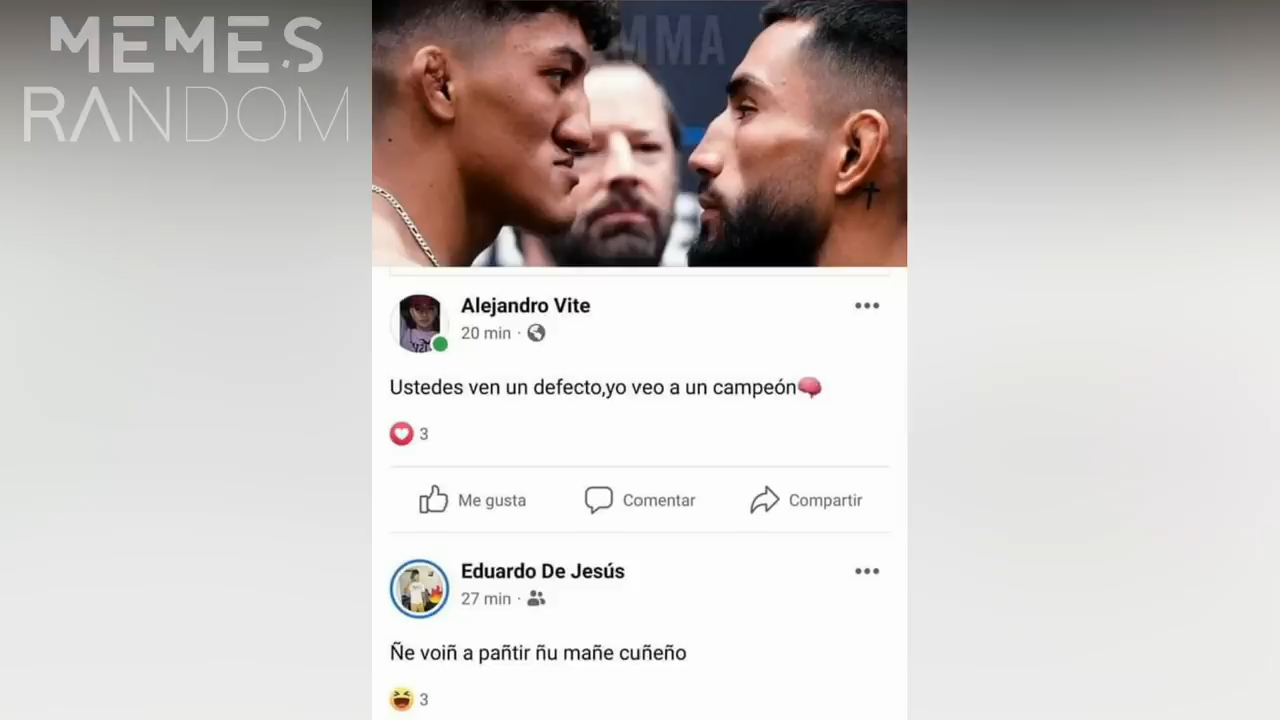 MEMES
RANDOM
MMA
Alejandro Vite
20 min ·
Ustedes ven un defecto,yo veo a un campeón
3
Me gusta Comentar Compartir
Eduardo De Jesús
27 min ·
Ñe voiñ a pañtir ñu mañe cuñeño
3